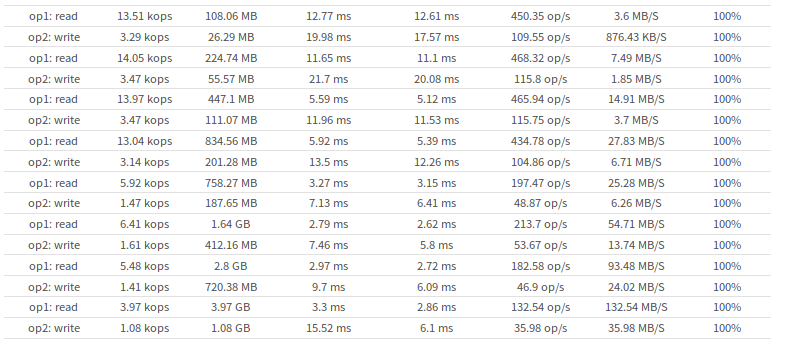 op1: read 13.51 kops 108.06 MB 12.77 ms 12.61 ms 450.35 op/s 3.6 MB/S 100%
op2: write 3.29 kops 26.29 MB 19.98 ms 17.57 ms 109.55 op/s 876.43 KB/S 100%
op1: read 14.05 kops 224.74 MB 11.65 ms 11.1 ms 468.32 op/s 7.49 MB/S 100%
op2: write 3.47 kops 55.57 MB 21.7 ms 20.08 ms 115.8 op/s 1.85 MB/S 100%
op1: read 13.97 kops 447.1 MB 5.59 ms 5.12 ms 465.94 op/s 14.91 MB/S 100%
op2: write 3.47 kops 111.07 MB 11.96 ms 11.53 ms 115.75 op/s 3.7 MB/S 100%
op1: read 13.04 kops 834.56 MB 5.92 ms 5.39 ms 434.78 op/s 27.83 MB/S 100%
op2: write 3.14 kops 201.28 MB 13.5 ms 12.26 ms 104.86 op/s 6.71 MB/S 100%
op1: read 5.92 kops 758.27 MB 3.27 ms 3.15 ms 197.47 op/s 25.28 MB/S 100%
op2: write 1.47 kops 187.65 MB 7.13 ms 6.41 ms 48.87 op/s 6.26 MB/S 100%
op1: read 6.41 kops 1.64 GB 2.79 ms 2.62 ms 213.7 op/s 54.71 MB/S 100%
op2: write 1.61 kops 412.16 MB 7.46 ms 5.8 ms 53.67 op/s 13.74 MB/S 100%
op1: read 5.48 kops 2.8 GB 2.97 ms 2.72 ms 182.58 op/s 93.48 MB/S 100%
op2: write 1.41 kops 720.38 MB 9.7 ms 6.09 ms 46.9 op/s 24.02 MB/S 100%
op1: read 3.97 kops 3.97 GB 3.3 ms 2.86 ms 132.54 op/s 132.54 MB/S 100%
op2: write 1.08 kops 1.08 GB 15.52 ms 6.1 ms 35.98 op/s 35.98 MB/S 100%